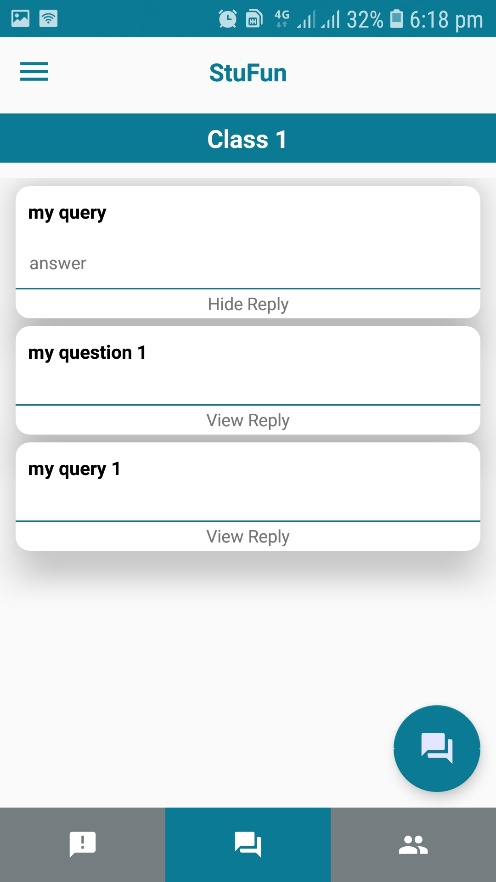 4G 32% 6:18 pm
StuFun
Class 1
my query
answer
Hide Reply
my question 1
View Reply
my query 1
View Reply